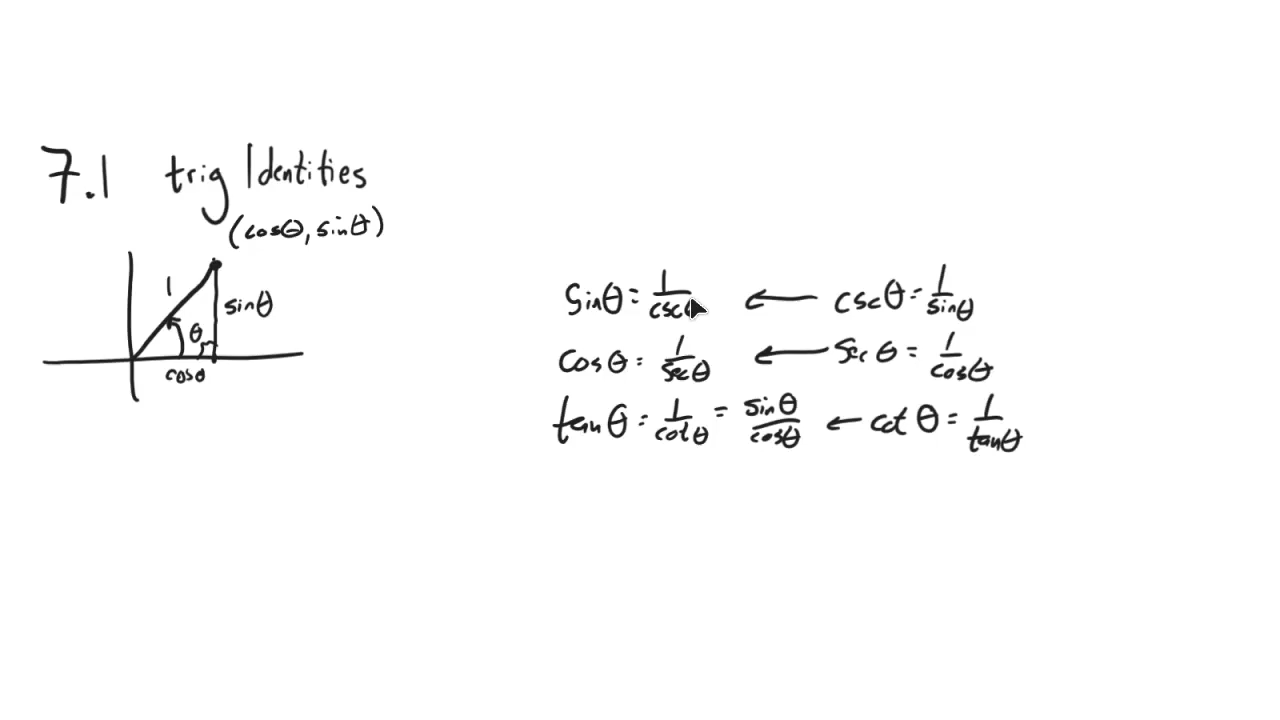 7.1 trig Identities
(cosθ, sinθ)
1
sinθ
θ
cosθ
sinθ = 1/cscθ ← cscθ = 1/sinθ
cosθ = 1/secθ ← secθ = 1/cosθ
tanθ = 1/cotθ = sinθ/cosθ ← cotθ = 1/tanθ